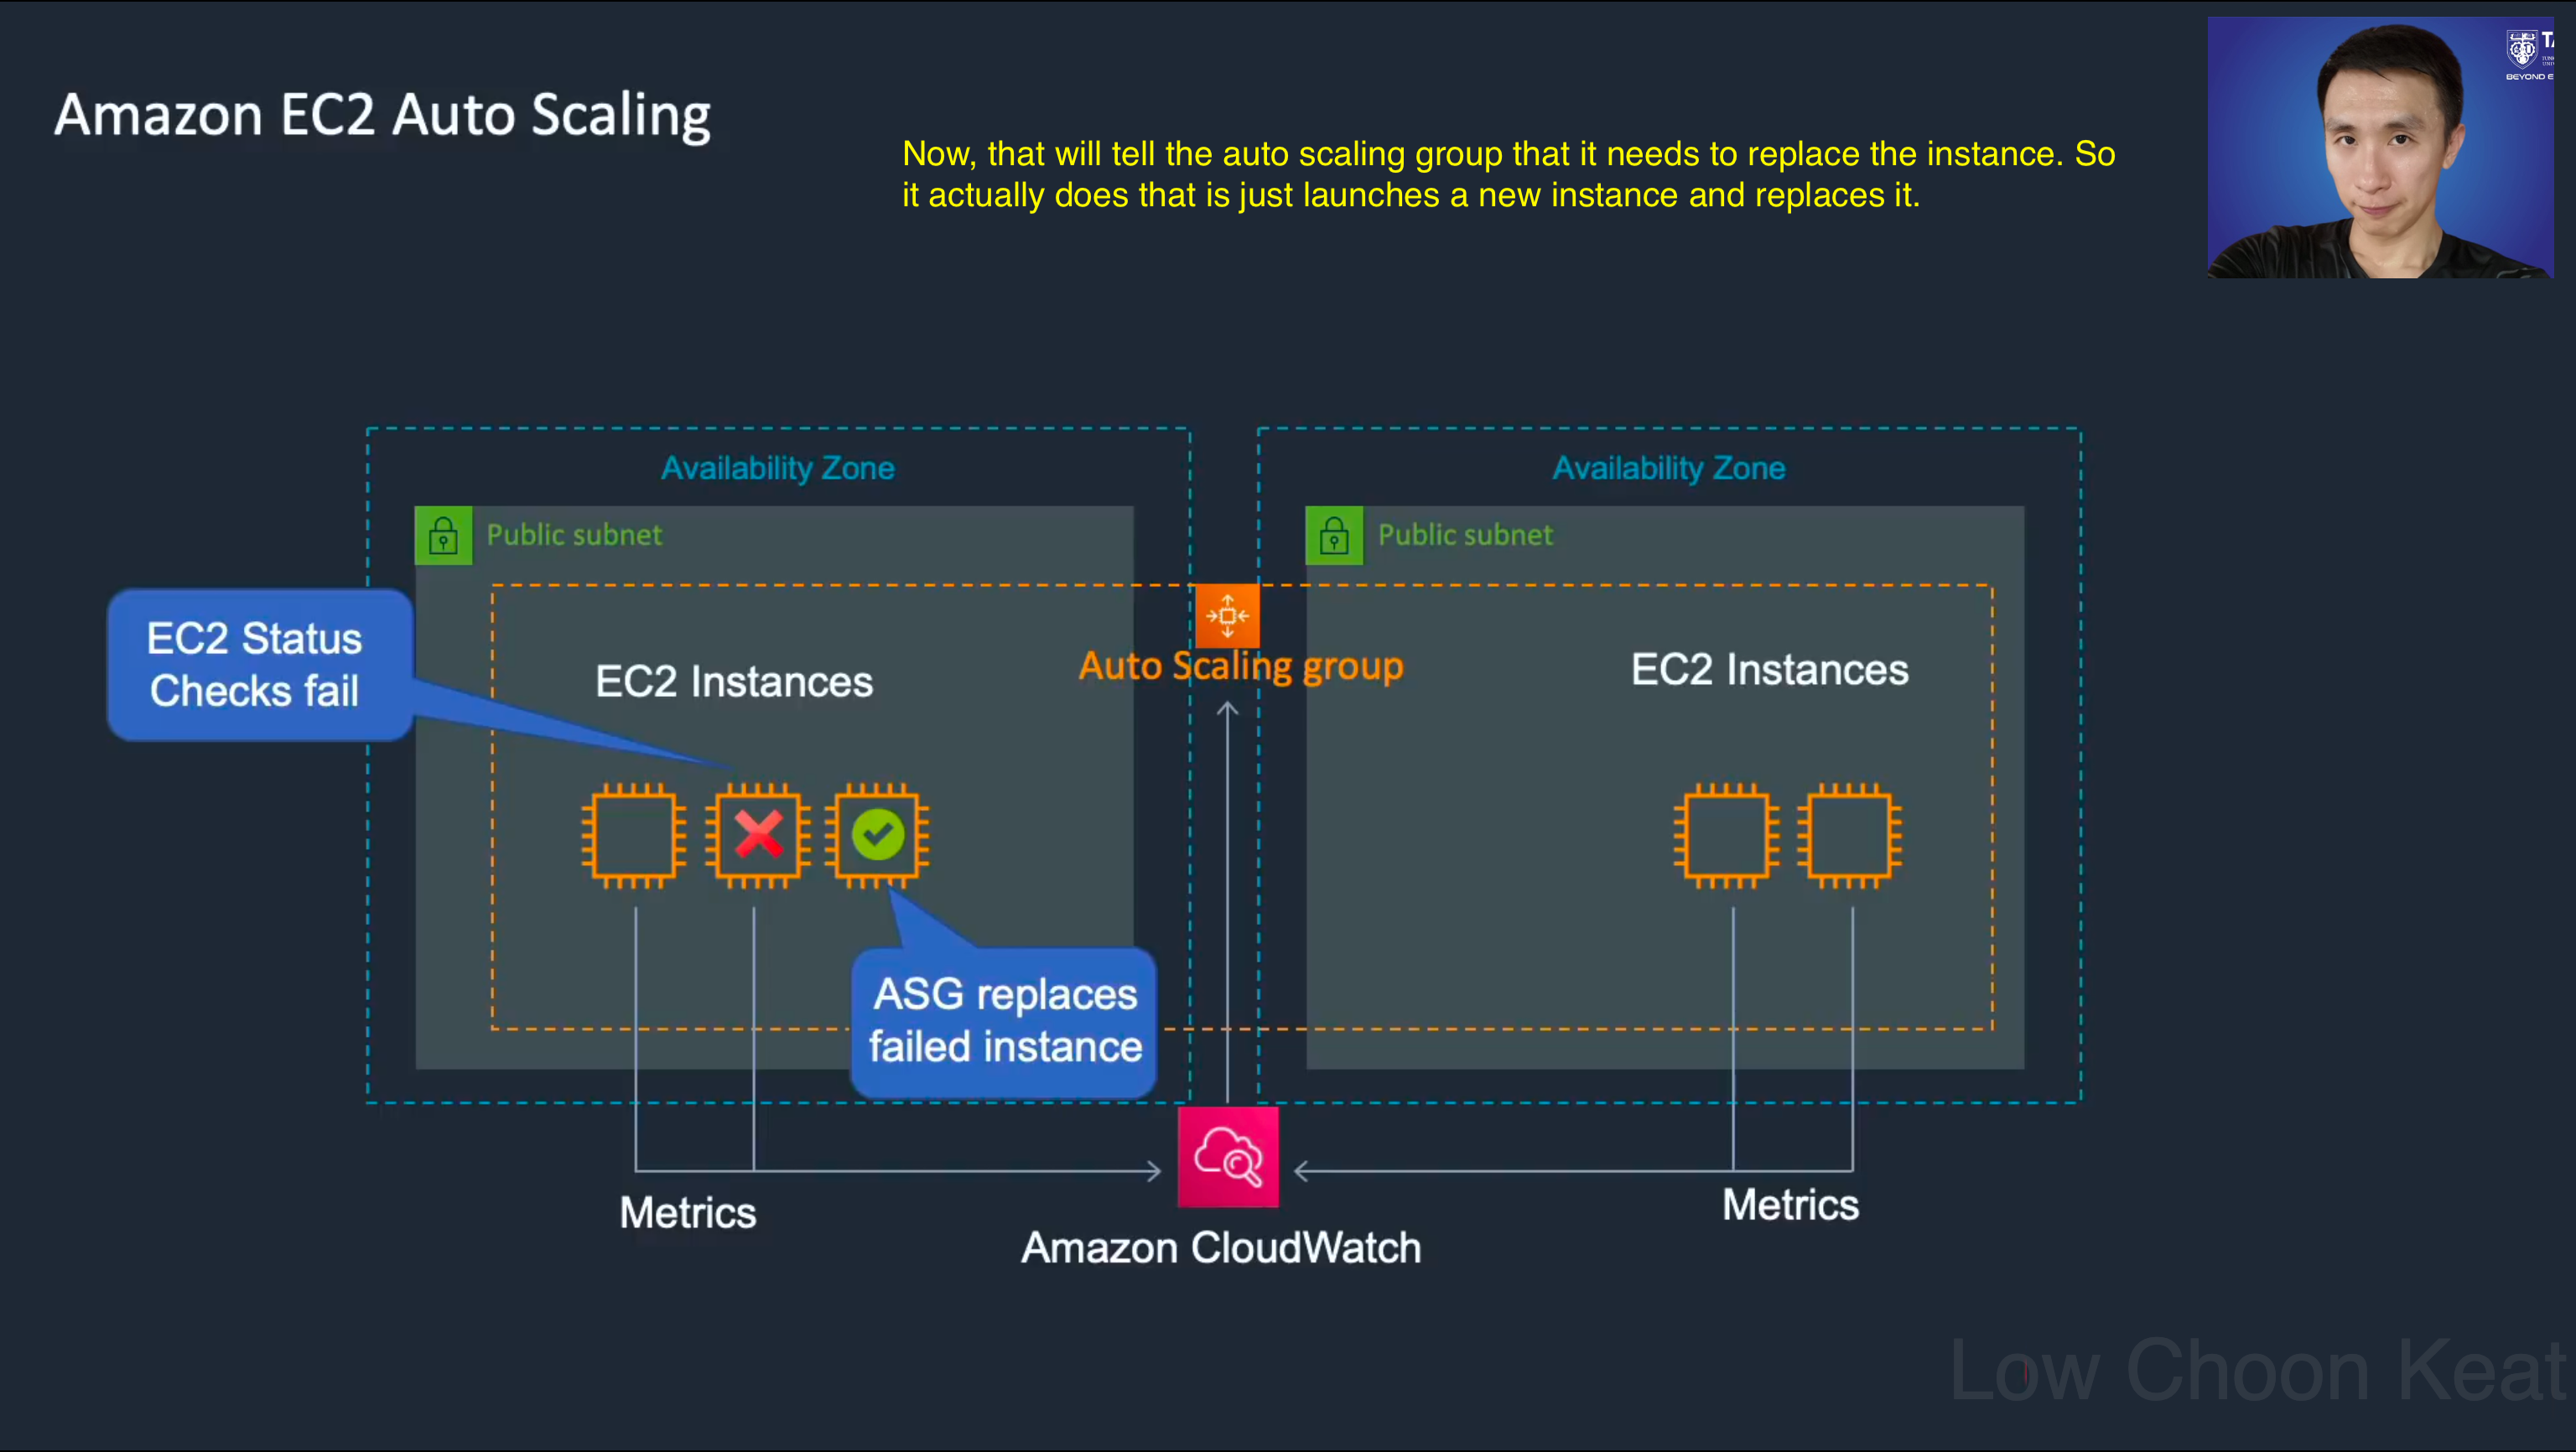 Amazon EC2 Auto Scaling
Now, that will tell the auto scaling group that it needs to replace the instance. So
it actually does that is just launches a new instance and replaces it.
BEYOND E
Availability Zone
Availability Zone
Public subnet
Public subnet
EC2 Status
Checks fail
EC2 Instances
Auto Scaling group
EC2 Instances
ASG replaces
failed instance
Metrics
Metrics
Amazon CloudWatch
Low Choon Keat